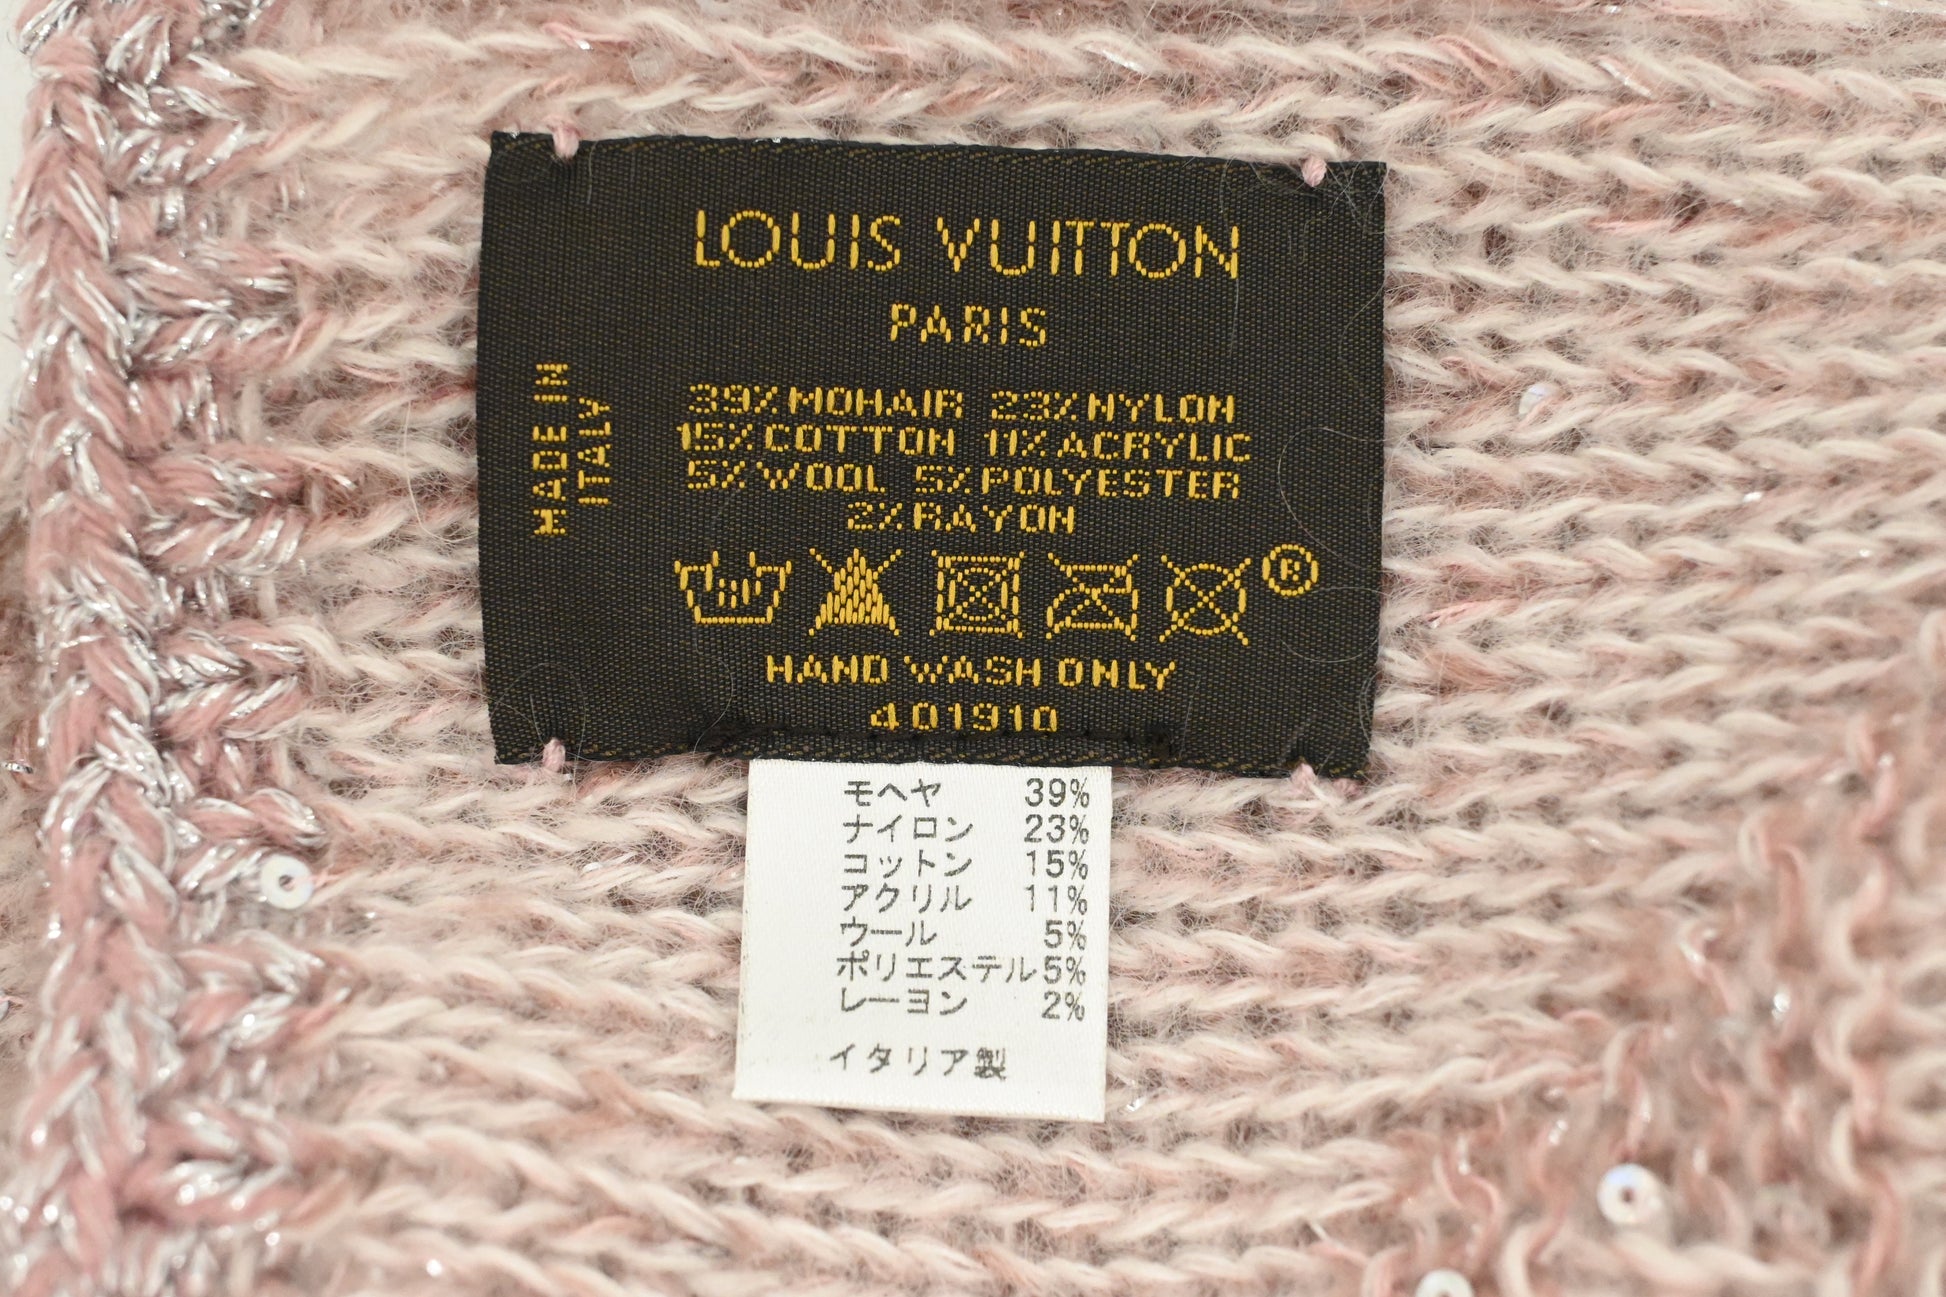 LOUIS VUITTON
PARIS
MADE IN
ITALY
39% MOHAIR 23% NYLON
15% COTTON 11% ACRYLIC
5% WOOL 5% POLYESTER
2% RAYON
®
HAND WASH ONLY
401910
モヘヤ 39%
ナイロン 23%
コットン 15%
アクリル 11%
ウール 5%
ポリエステル 5%
レーヨン 2%
イタリア製